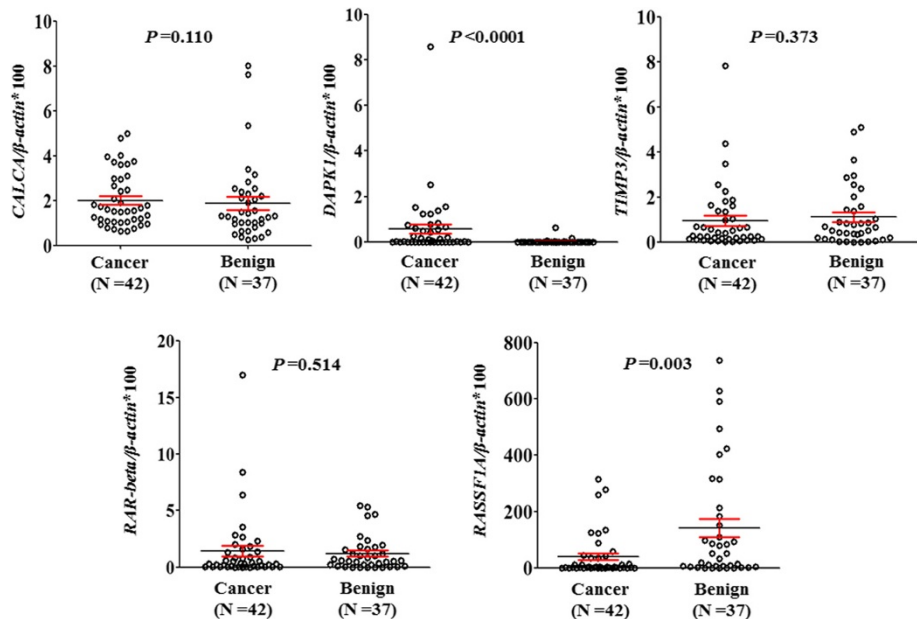 CALCA/β-actin*100
10
8
6
4
2
0
P=0.110
Cancer
(N =42)
Benign
(N =37)
DAPK1/β-actin*100
10
8
6
4
2
0
P<0.0001
Cancer
(N =42)
Benign
(N =37)
TIMP3/β-actin*100
10
8
6
4
2
0
P=0.373
Cancer
(N =42)
Benign
(N =37)
RAR-beta/β-actin*100
20
15
10
5
0
P=0.514
Cancer
(N =42)
Benign
(N =37)
RASSF1A/β-actin*100
800
600
400
200
0
P=0.003
Cancer
(N =42)
Benign
(N =37)